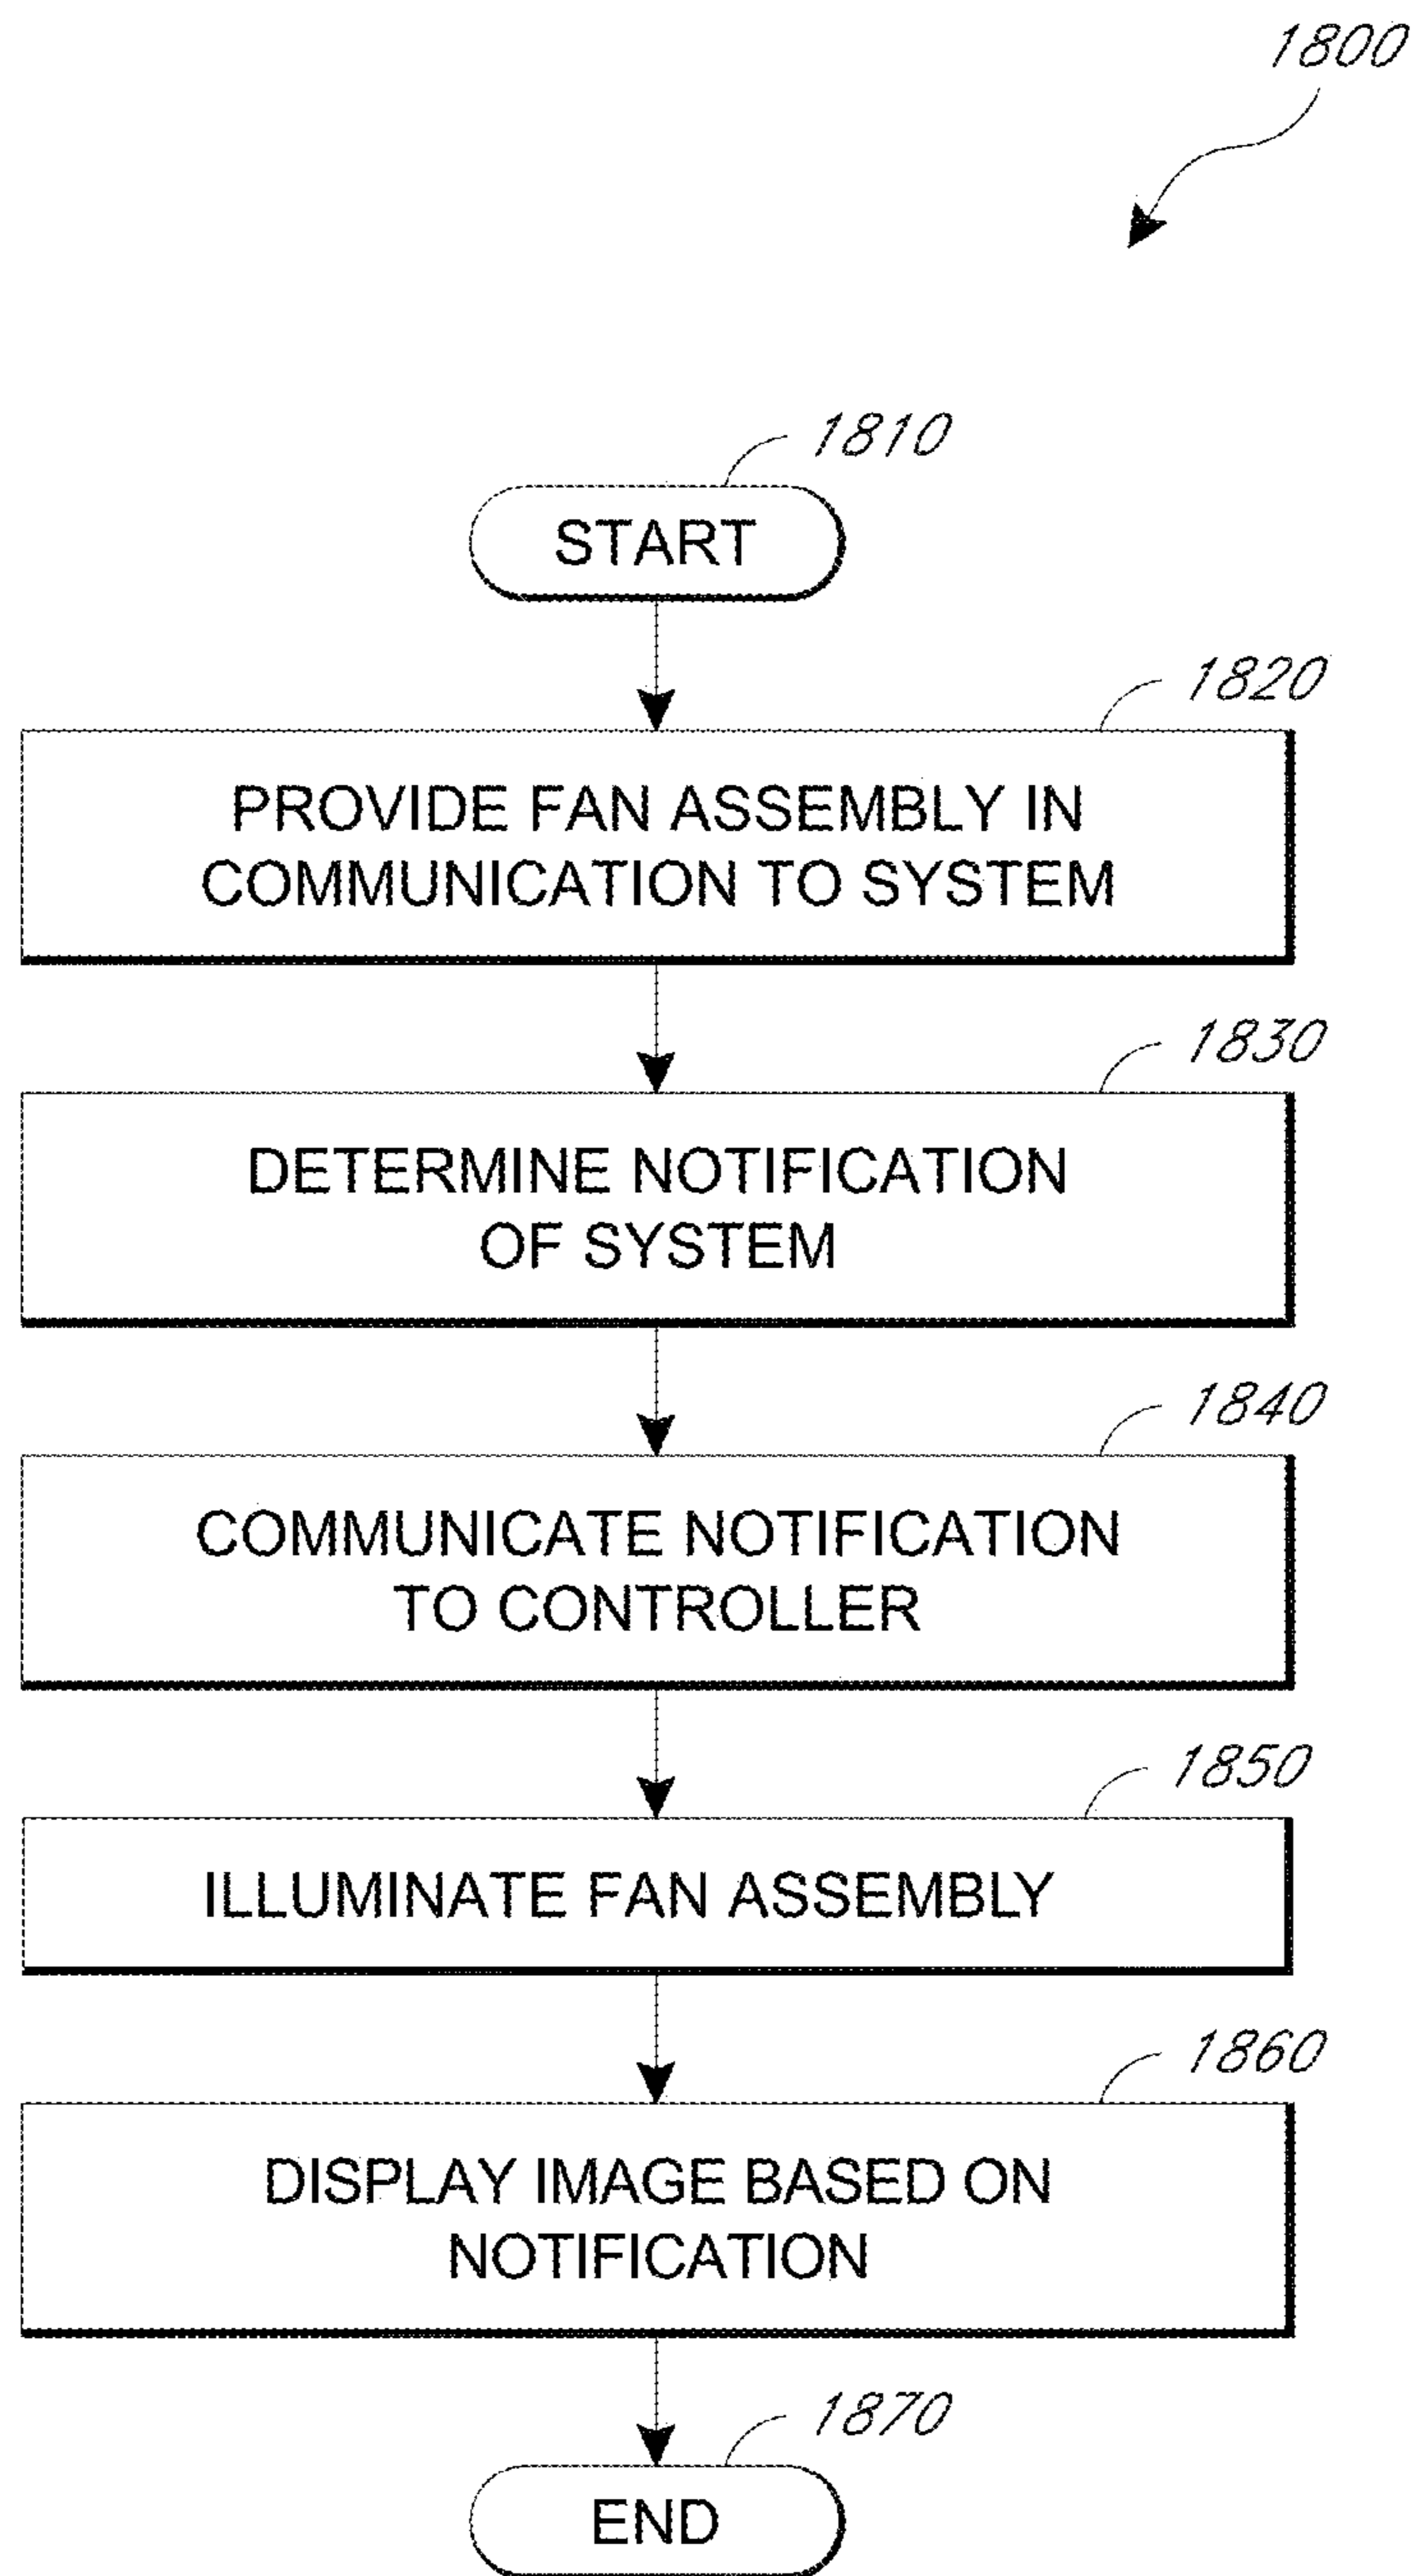 1800
1810
START
1820
PROVIDE FAN ASSEMBLY IN
COMMUNICATION TO SYSTEM
1830
DETERMINE NOTIFICATION
OF SYSTEM
1840
COMMUNICATE NOTIFICATION
TO CONTROLLER
1850
ILLUMINATE FAN ASSEMBLY
1860
DISPLAY IMAGE BASED ON
NOTIFICATION
1870
END